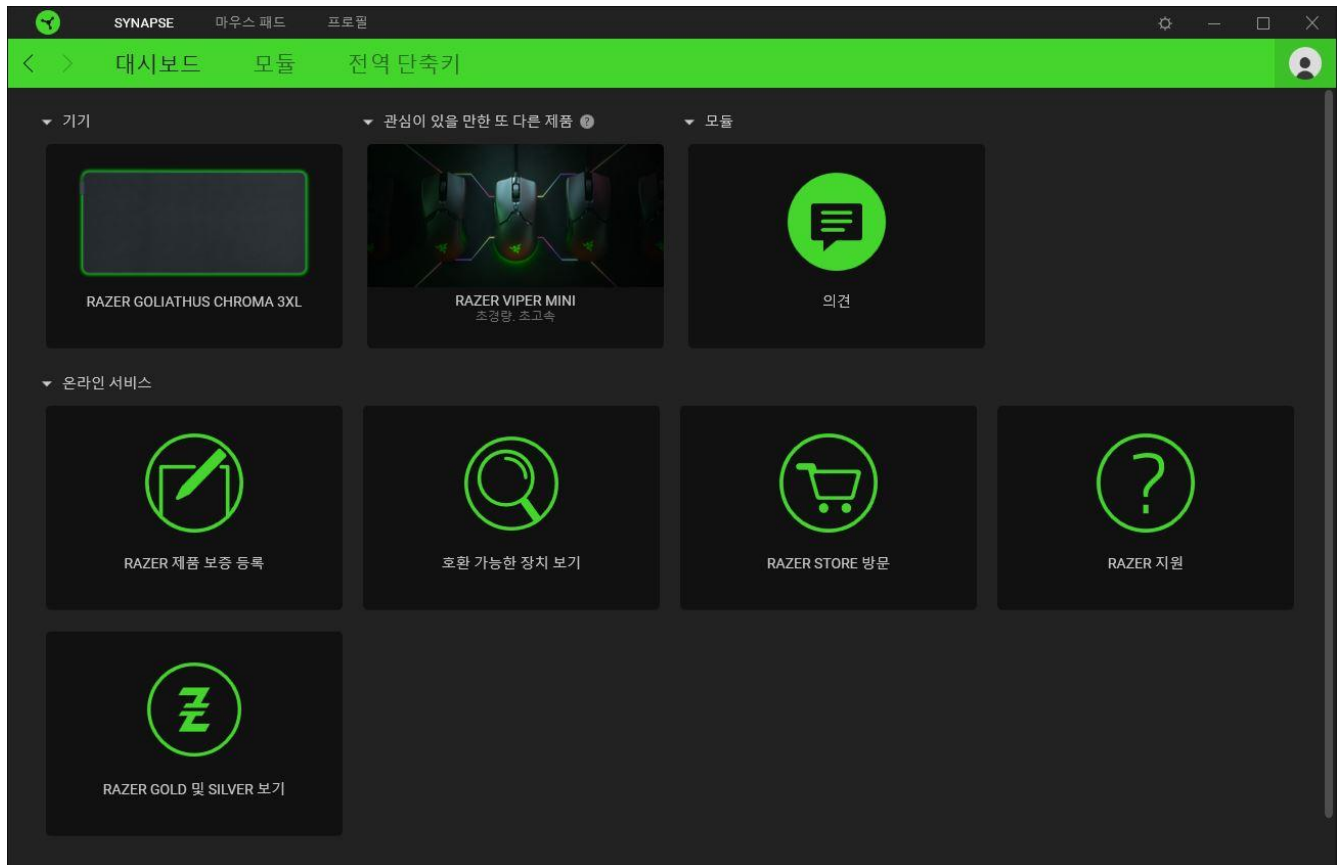 SYNAPSE 마우스 패드 프로필
대시보드 모듈 전역 단축키
기기
관심이 있을 만한 또 다른 제품 ?
모듈
RAZER GOLIATHUS CHROMA 3XL
RAZER VIPER MINI
초경량. 초고속
의견
온라인 서비스
RAZER 제품 보증 등록
호환 가능한 장치 보기
RAZER STORE 방문
RAZER 지원
RAZER GOLD 및 SILVER 보기